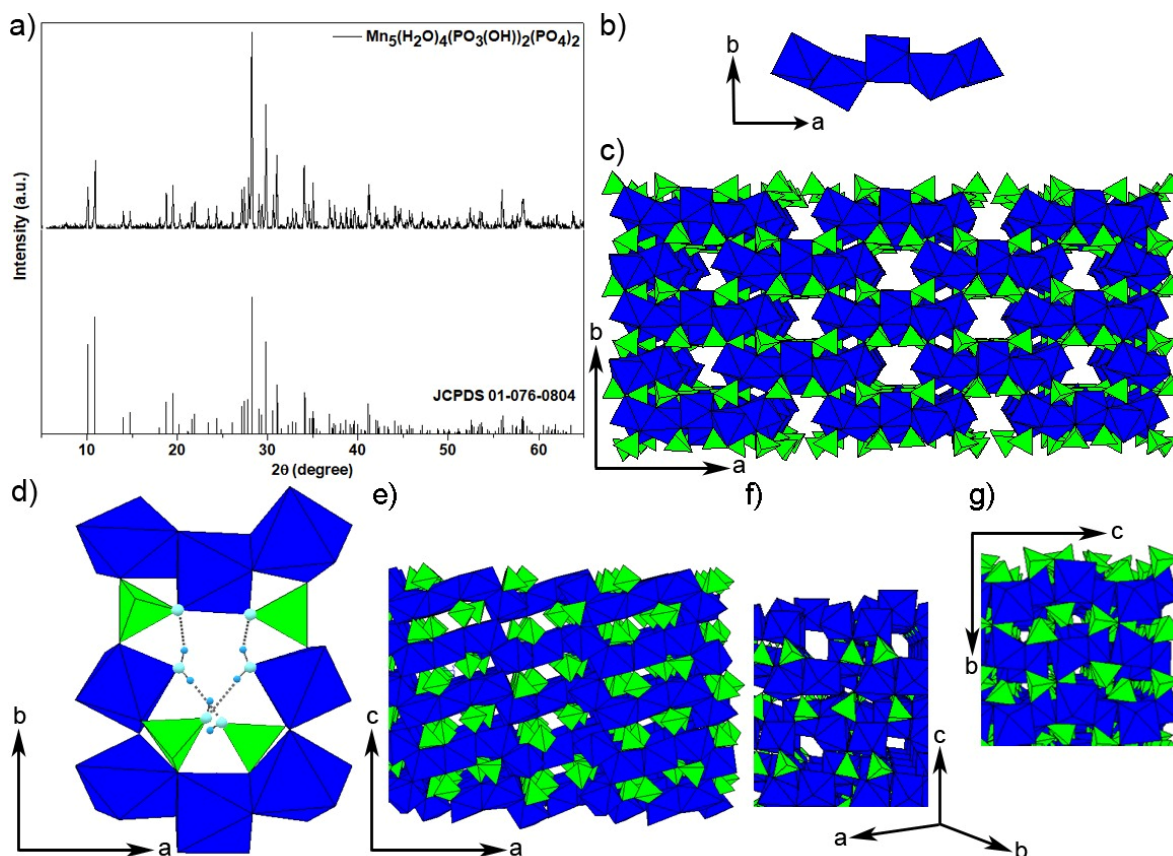 a)
Mn5(H2O)4(PO3(OH))2(PO4)2
Intensity (a.u.)
JCPDS 01-076-0804
10 20 30 40 50 60
2θ (degree)
b)
b
a
c)
b
a
d)
b
a
e)
c
a
f)
c
a
b
g)
c
b